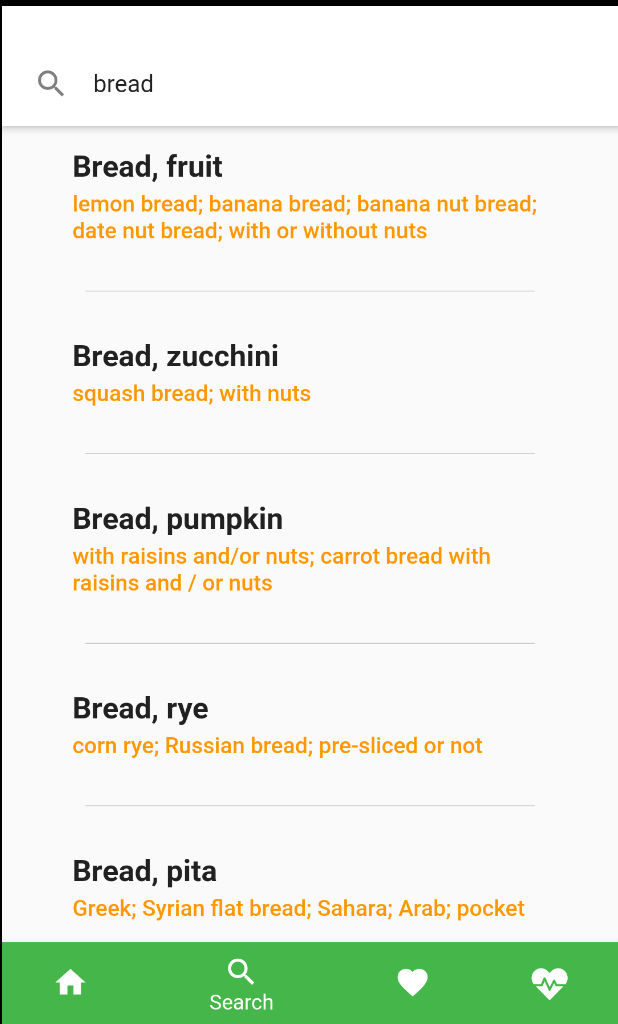 bread
Bread, fruit
lemon bread; banana bread; banana nut bread;
date nut bread; with or without nuts
Bread, zucchini
squash bread; with nuts
Bread, pumpkin
with raisins and/or nuts; carrot bread with
raisins and / or nuts
Bread, rye
corn rye; Russian bread; pre-sliced or not
Bread, pita
Greek; Syrian flat bread; Sahara; Arab; pocket
Search